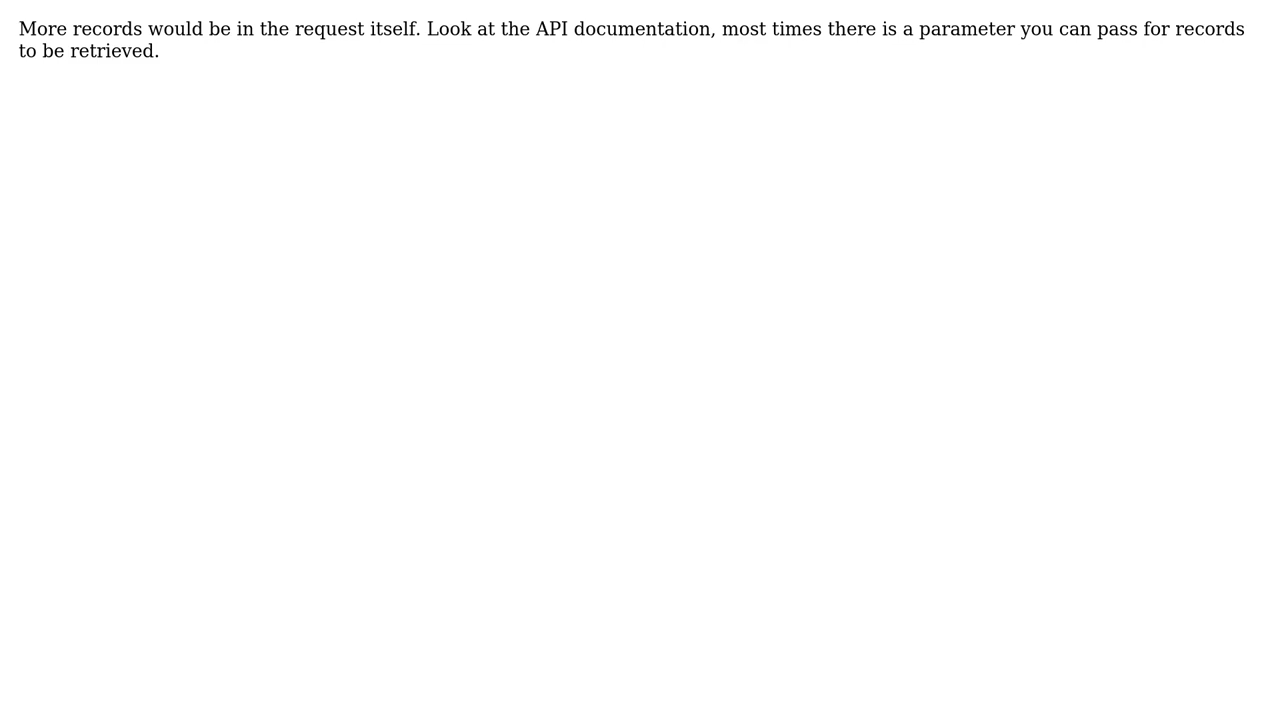 More records would be in the request itself. Look at the API documentation, most times there is a parameter you can pass for records
to be retrieved.